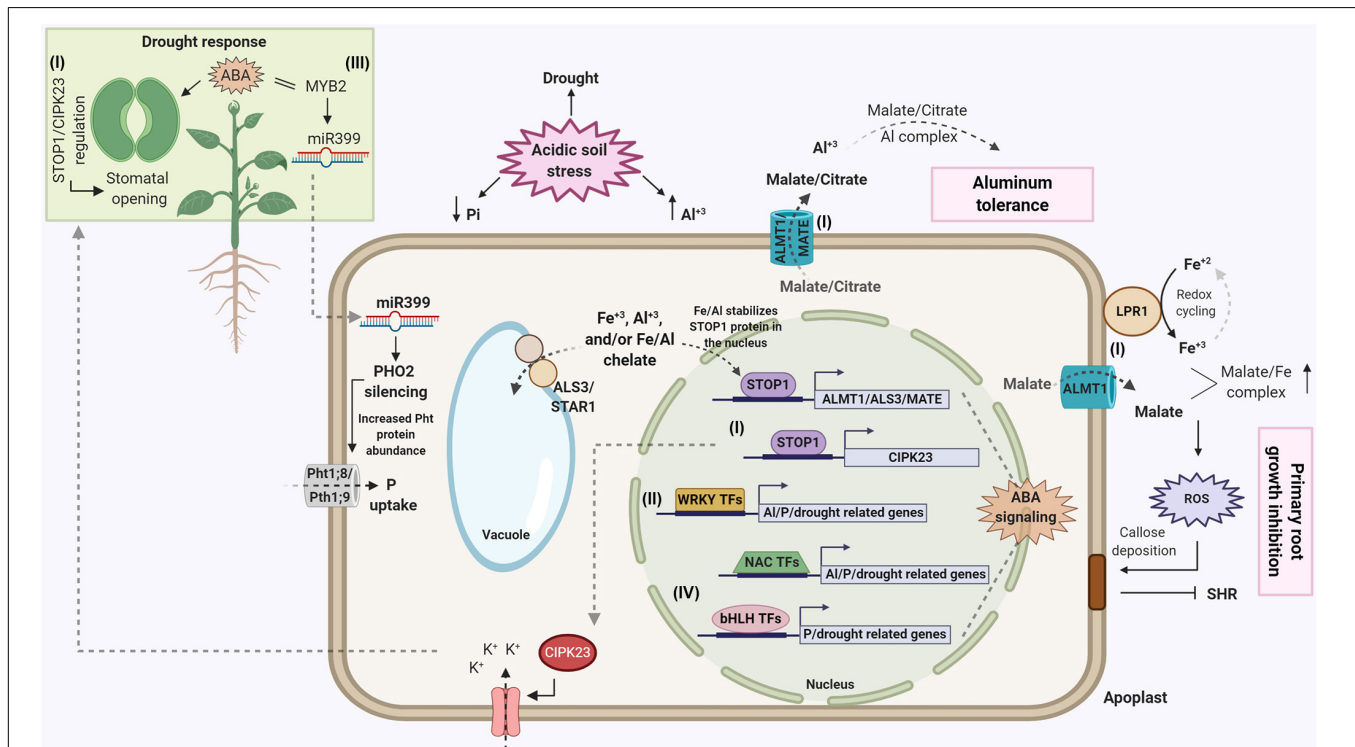 Drought response
(I)
(III)
STOP1/CIPK23
regulation
ABA
MYB2
miR399
Stomatal
opening
Drought
Acidic soil
stress
↓ Pi
↑ Al+3
Al+3
Malate/Citrate
Al complex
Malate/Citrate
Aluminum
tolerance
ALMT1/
MATE
(I)
Malate/Citrate
miR399
PHO2
silencing
Increased Pht
protein
abundance
Pht1;8/
Pth1;9
P
uptake
Fe+3, Al+3,
and/or Fe/Al
chelate
Fe/Al stabilizes
STOP1 protein in
the nucleus
ALS3/
STAR1
Vacuole
STOP1
ALMT1/ALS3/MATE
(I)
STOP1
CIPK23
(II)
WRKY TFs
Al/P/drought related genes
NAC TFs
Al/P/drought related genes
(IV)
bHLH TFs
P/drought related genes
Nucleus
ABA
signaling
CIPK23
K+ K+
K+
LPR1
Fe+2
Redox
cycling
Fe+3
(I)
Malate
ALMT1
Malate
Malate/Fe
complex
ROS
Callose
deposition
SHR
Primary root
growth inhibition
Apoplast